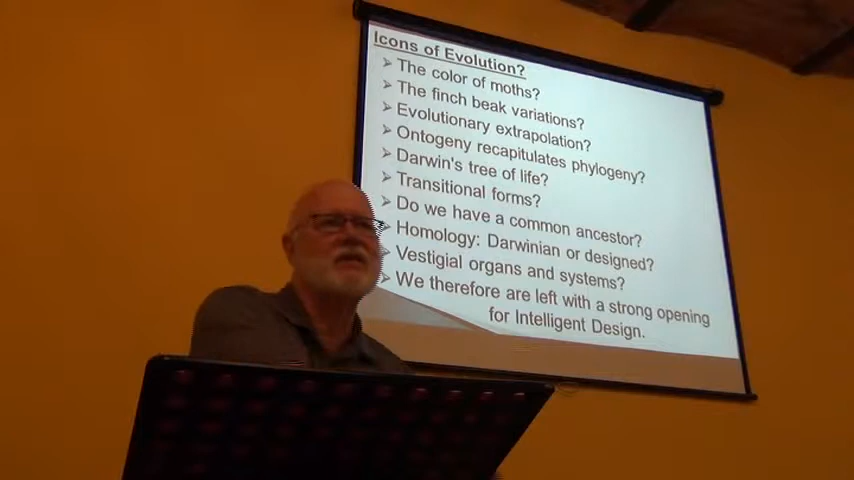 Icons of Evolution?
➢ The color of moths?
➢ The finch beak variations?
➢ Evolutionary extrapolation?
➢ Ontogeny recapitulates phylogeny?
➢ Darwin's tree of life?
➢ Transitional forms?
➢ Do we have a common ancestor?
➢ Homology: Darwinian or designed?
➢ Vestigial organs and systems?
➢ We therefore are left with a strong opening
for Intelligent Design.